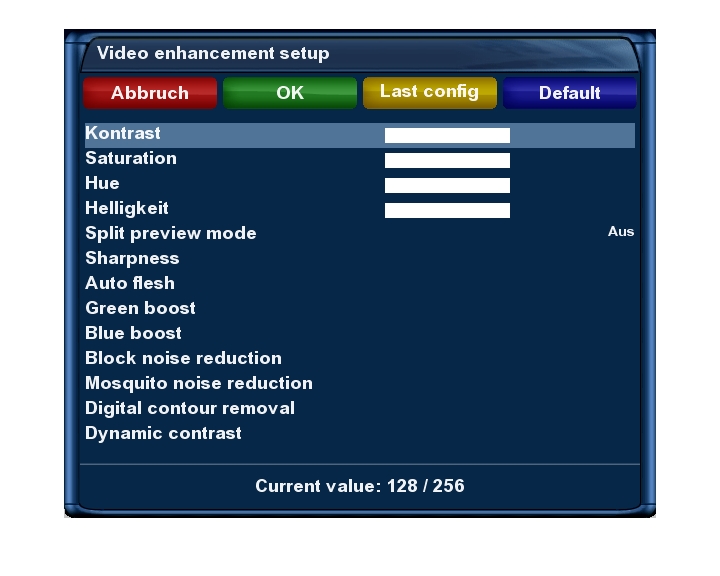 Video enhancement setup
Abbruch OK Last config Default
Kontrast
Saturation
Hue
Helligkeit
Split preview mode Aus
Sharpness
Auto flesh
Green boost
Blue boost
Block noise reduction
Mosquito noise reduction
Digital contour removal
Dynamic contrast
Current value: 128 / 256